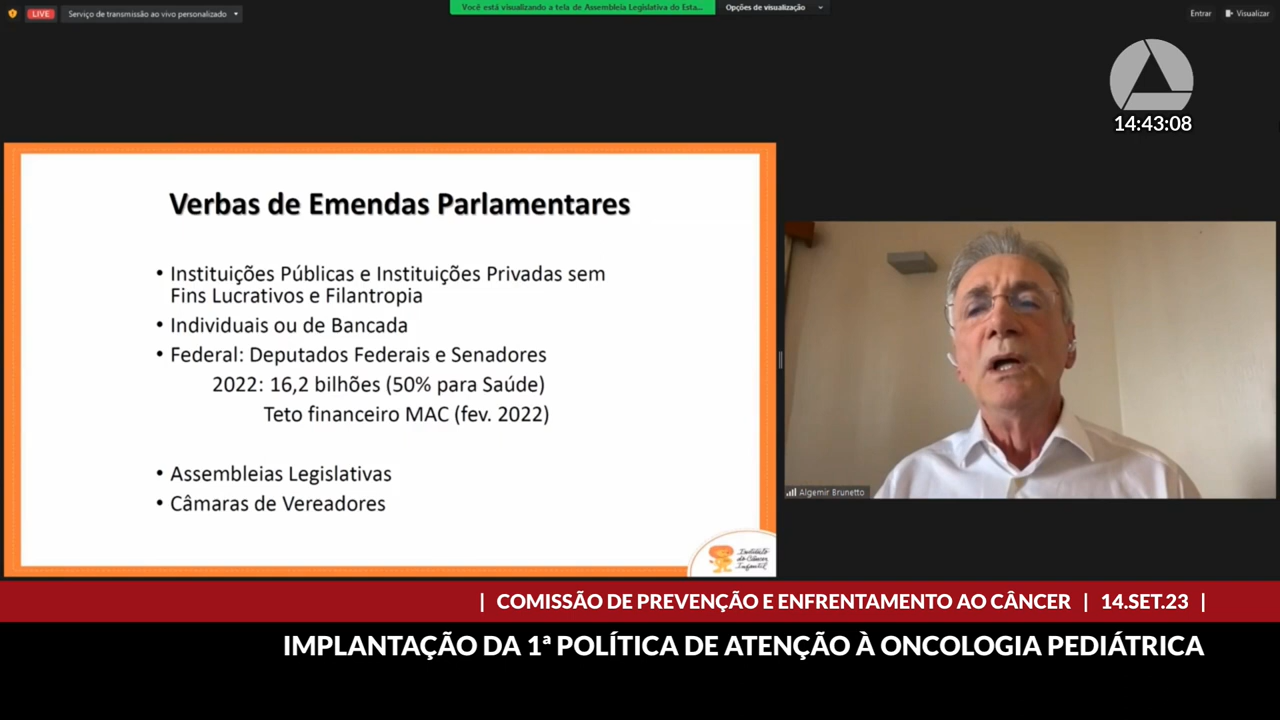 LIVE
Serviço de transmissão ao vivo personalizado
Você está visualizando a tela de Assembleia Legislativa do Esta...
Opções de visualização
Entrar
Visualizar
14:43:08
Verbas de Emendas Parlamentares
• Instituições Públicas e Instituições Privadas sem
Fins Lucrativos e Filantropia
• Individuais ou de Bancada
• Federal: Deputados Federais e Senadores
2022: 16,2 bilhões (50% para Saúde)
Teto financeiro MAC (fev. 2022)
• Assembleias Legislativas
• Câmaras de Vereadores
Instituto
do Câncer
Infantil
Algemir Brunetto
| COMISSÃO DE PREVENÇÃO E ENFRENTAMENTO AO CÂNCER | 14.SET.23 |
IMPLANTAÇÃO DA 1ª POLÍTICA DE ATENÇÃO À ONCOLOGIA PEDIÁTRICA